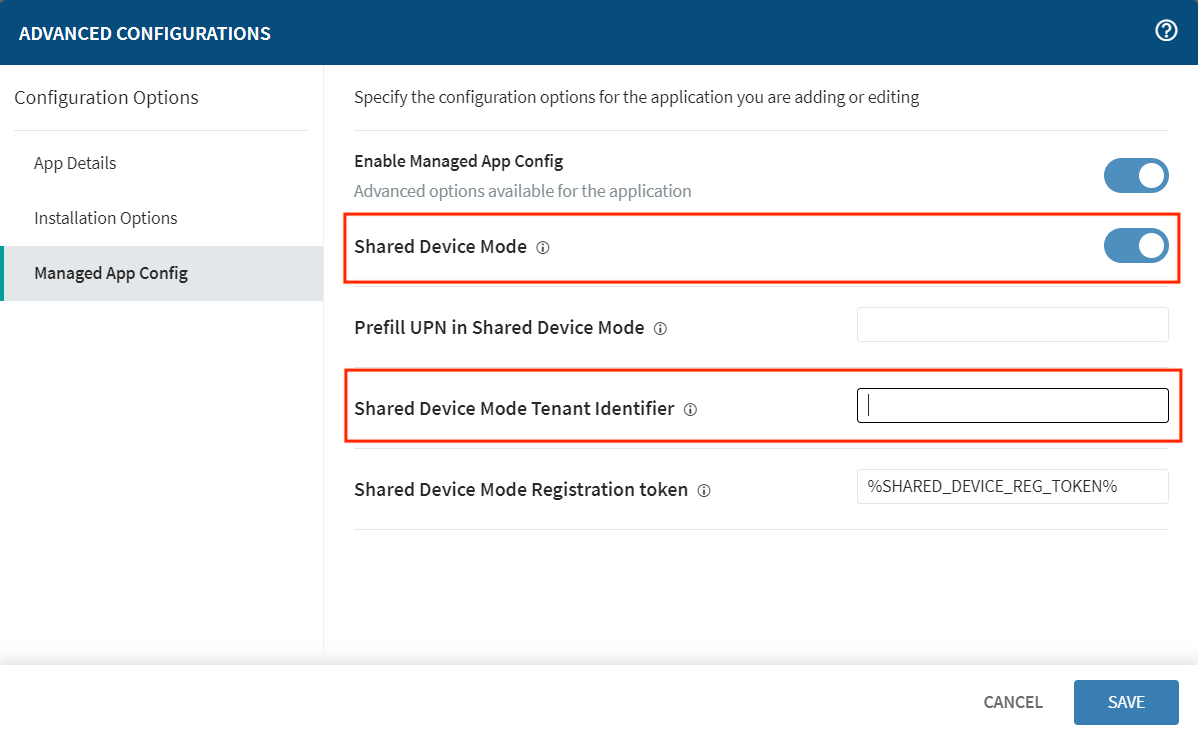 ADVANCED CONFIGURATIONS
Configuration Options
App Details
Installation Options
Managed App Config
Specify the configuration options for the application you are adding or editing
Enable Managed App Config
Advanced options available for the application
Shared Device Mode
Prefill UPN in Shared Device Mode
Shared Device Mode Tenant Identifier
Shared Device Mode Registration token
%SHARED_DEVICE_REG_TOKEN%
CANCEL
SAVE